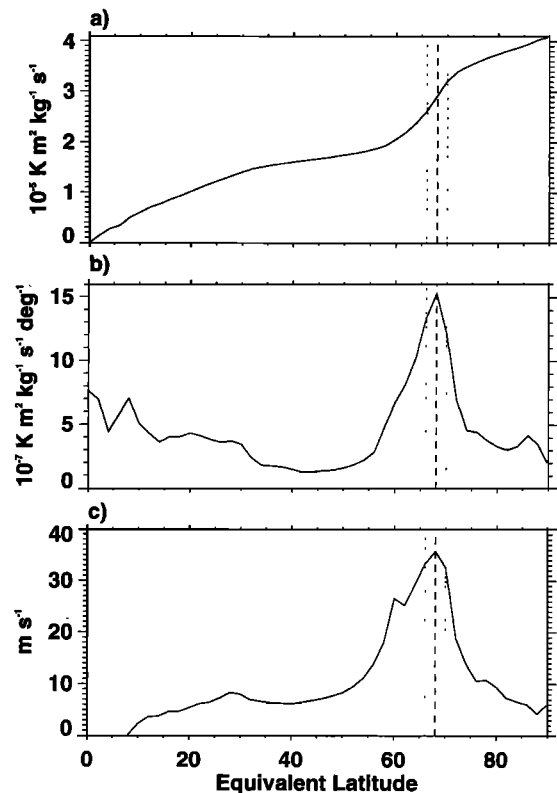 a)
4
3
2
1
0
10⁻⁵ K m² kg⁻¹ s⁻¹
b)
15
10
5
0
10⁻⁷ K m² kg⁻¹ s⁻¹ deg⁻¹
c)
40
30
20
10
0
m s⁻¹
0 20 40 60 80
Equivalent Latitude